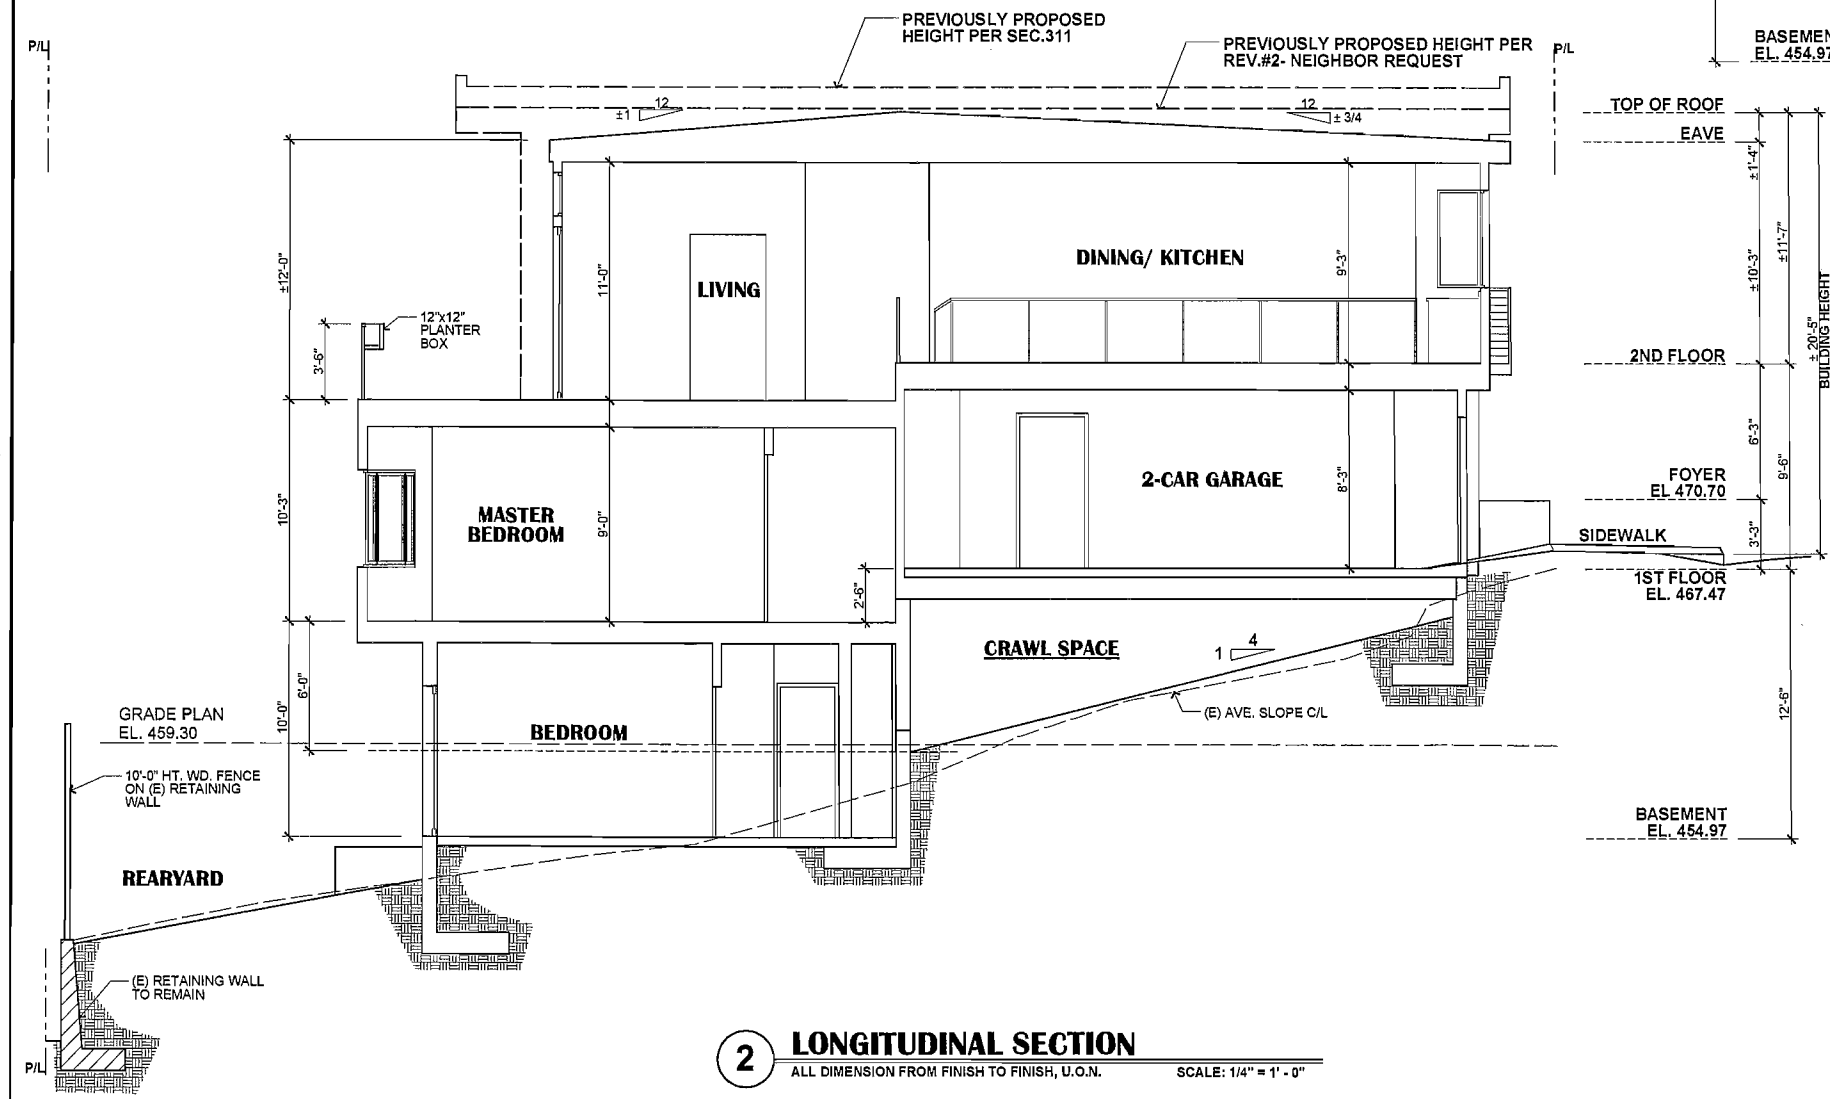 PREVIOUSLY PROPOSED
HEIGHT PER SEC.311
PREVIOUSLY PROPOSED HEIGHT PER
REV.#2- NEIGHBOR REQUEST
P/L
P/L
BASEMEN
EL. 454.97
12
±1
12
± 3/4
TOP OF ROOF
EAVE
±1'-4"
±12'-0"
11'-0"
LIVING
DINING/ KITCHEN
9'-3"
±10'-3"
±11'-7"
± 20'-5"
BUILDING HEIGHT
12"x12"
PLANTER
BOX
3'-6"
2ND FLOOR
6'-3"
9'-6"
FOYER
EL 470.70
10'-3"
MASTER
BEDROOM
9'-0"
2-CAR GARAGE
8'-3"
SIDEWALK
3'-3"
2'-6"
1ST FLOOR
EL. 467.47
CRAWL SPACE
1
4
(E) AVE. SLOPE C/L
6'-0"
10'-0"
12'-6"
GRADE PLAN
EL. 459.30
BEDROOM
10'-0" HT. WD. FENCE
ON (E) RETAINING
WALL
BASEMENT
EL. 454.97
REARYARD
(E) RETAINING WALL
TO REMAIN
P/L
2
LONGITUDINAL SECTION
ALL DIMENSION FROM FINISH TO FINISH, U.O.N.
SCALE: 1/4" = 1' - 0"